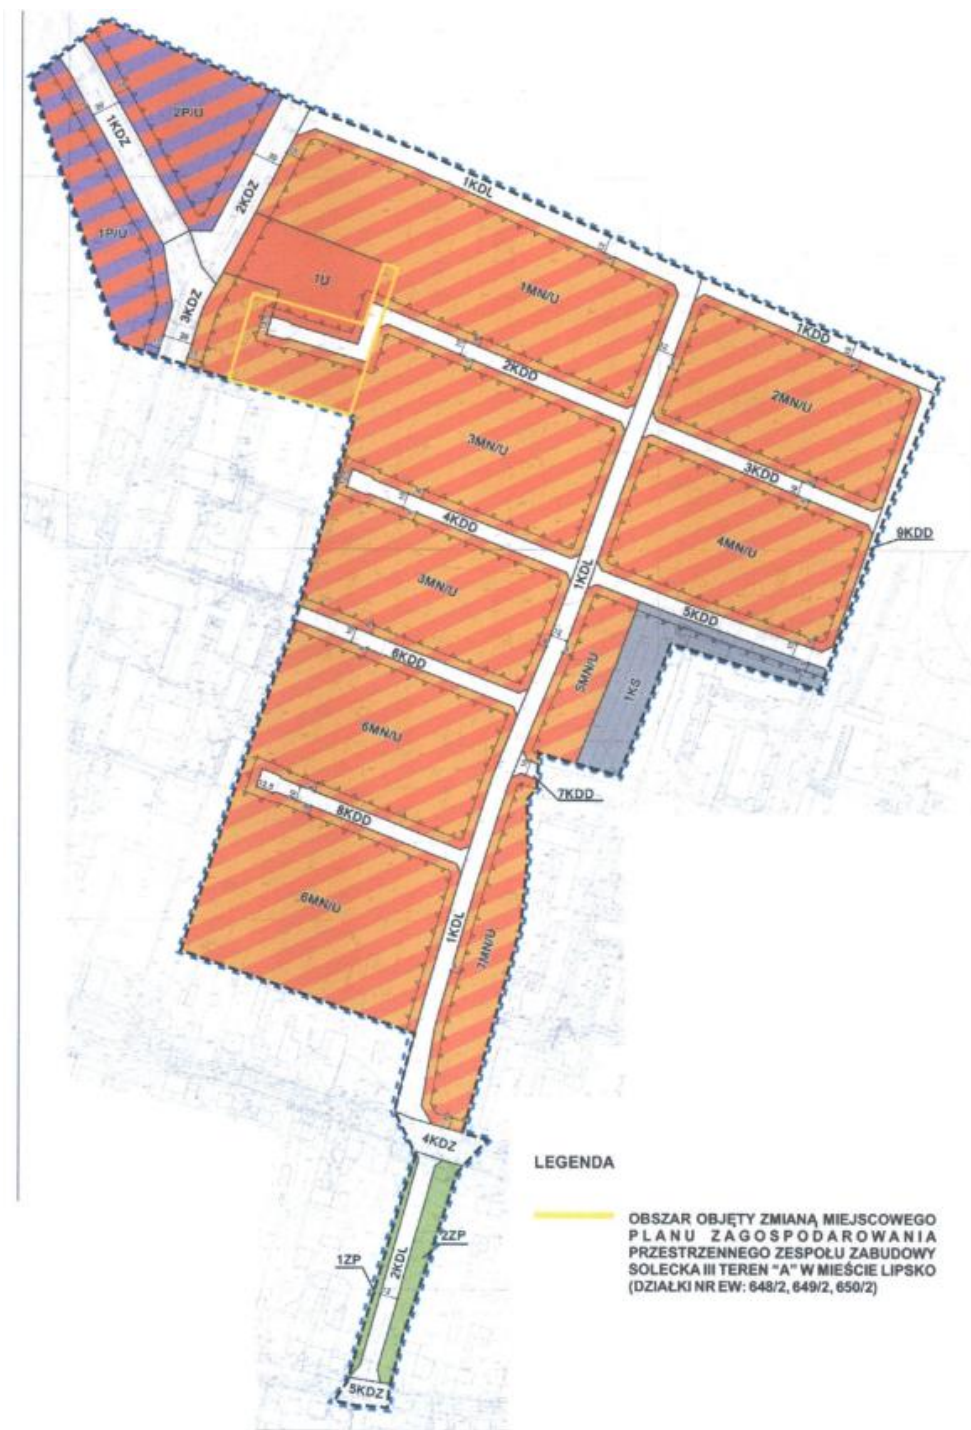 2P/U
1KDZ
2KDZ
1KDL
1P/U
1U
1MN/U
3KDZ
1KDD
2KDD
2MN/U
3MN/U
3KDD
4KDD
4MN/U
9KDD
3MN/U
1KDL
5KDD
6KDD
5MN/U
1KS
6MN/U
7KDD
8KDD
12,5
6MN/U
1KDL
7MN/U
4KDZ
LEGENDA
OBSZAR OBJĘTY ZMIANĄ MIEJSCOWEGO
PLANU ZAGOSPODAROWANIA
PRZESTRZENNEGO ZESPOŁU ZABUDOWY
SOLECKA III TEREN "A" W MIEŚCIE LIPSKO
(DZIAŁKI NR EW: 648/2, 649/2, 650/2)
2ZP
1ZP
2KDL
5KDZ